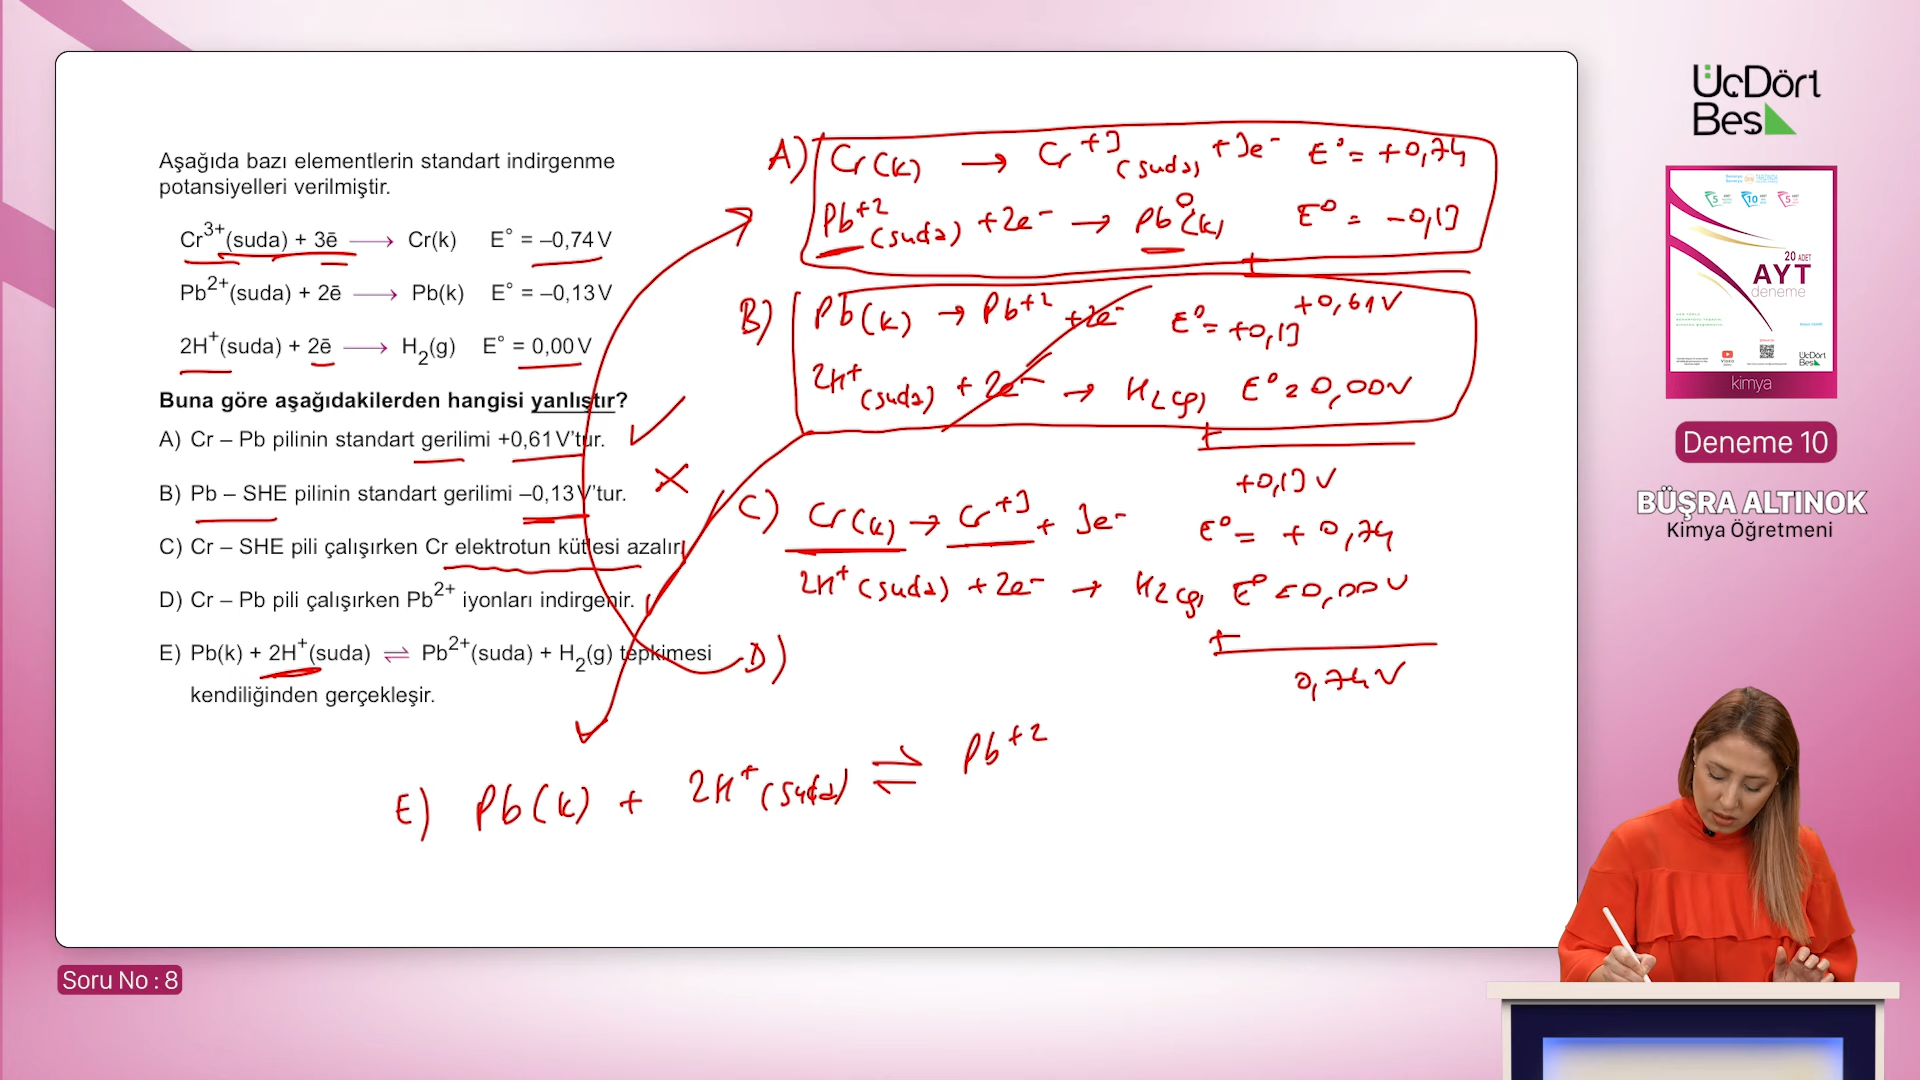 Aşağıda bazı elementlerin standart indirgenme
potansiyelleri verilmiştir.
Cr³⁺(suda) + 3ē ⟶ Cr(k) E° = –0,74 V
Pb²⁺(suda) + 2ē ⟶ Pb(k) E° = –0,13 V
2H⁺(suda) + 2ē ⟶ H₂(g) E° = 0,00 V
Buna göre aşağıdakilerden hangisi yanlıştır?
A) Cr – Pb pilinin standart gerilimi +0,61 V'tur.
B) Pb – SHE pilinin standart gerilimi –0,13 V'tur.
C) Cr – SHE pili çalışırken Cr elektrotun kütlesi azalır.
D) Cr – Pb pili çalışırken Pb²⁺ iyonları indirgenir.
E) Pb(k) + 2H⁺(suda) ⇌ Pb²⁺(suda) + H₂(g) tepkimesi
kendiliğinden gerçekleşir.
A) Cr(k) → Cr⁺³(suda) + 3e⁻ E° = +0,74
Pb⁺²(suda) + 2e⁻ → Pb⁰(k) E° = -0,13
+0,61 V
B) Pb(k) → Pb⁺² + 2e⁻ E° = +0,13
2H⁺(suda) + 2e⁻ → H₂(g) E° = 0,00V
+0,13 V
C) Cr(k) → Cr⁺³ + 3e⁻ E° = +0,74
2H⁺(suda) + 2e⁻ → H₂(g) E° = 0,00V
0,74 V
D)
E) Pb(k) + 2H⁺(suda) ⇌ Pb⁺²
Soru No : 8
ÜçDört
Beş
20 ADET
AYT
deneme
ÜçDört
Beş
kimya
Deneme 10
BÜŞRA ALTINOK
Kimya Öğretmeni